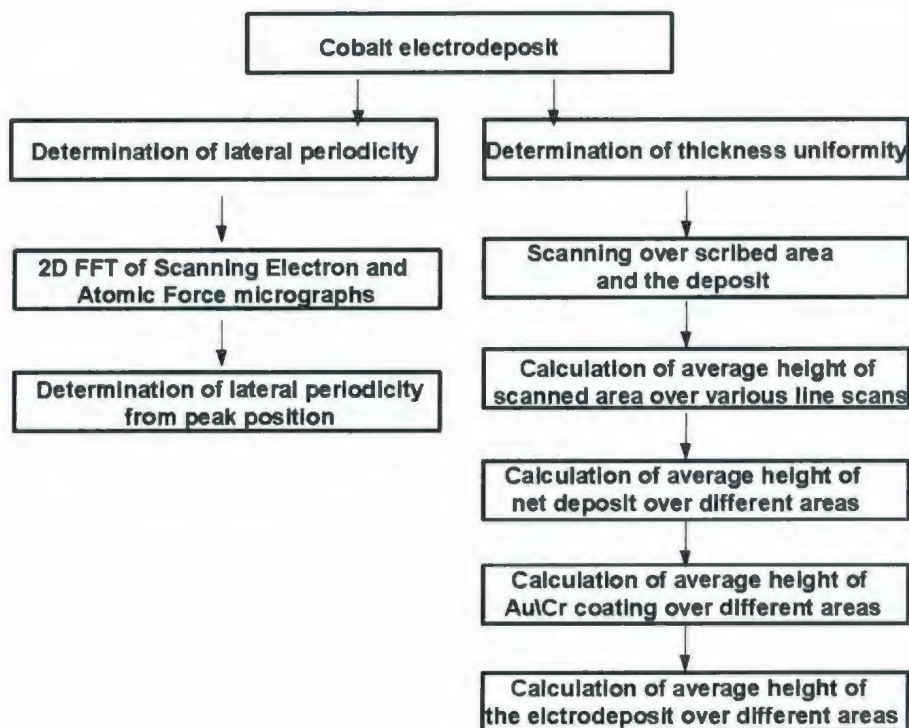 Cobalt electrodeposit
Determination of lateral periodicity
2D FFT of Scanning Electron and
Atomic Force micrographs
Determination of lateral periodicity
from peak position
Determination of thickness uniformity
Scanning over scribed area
and the deposit
Calculation of average height of
scanned area over various line scans
Calculation of average height of
net deposit over different areas
Calculation of average height of
Au\Cr coating over different areas
Calculation of average height of
the elctrodeposit over different areas